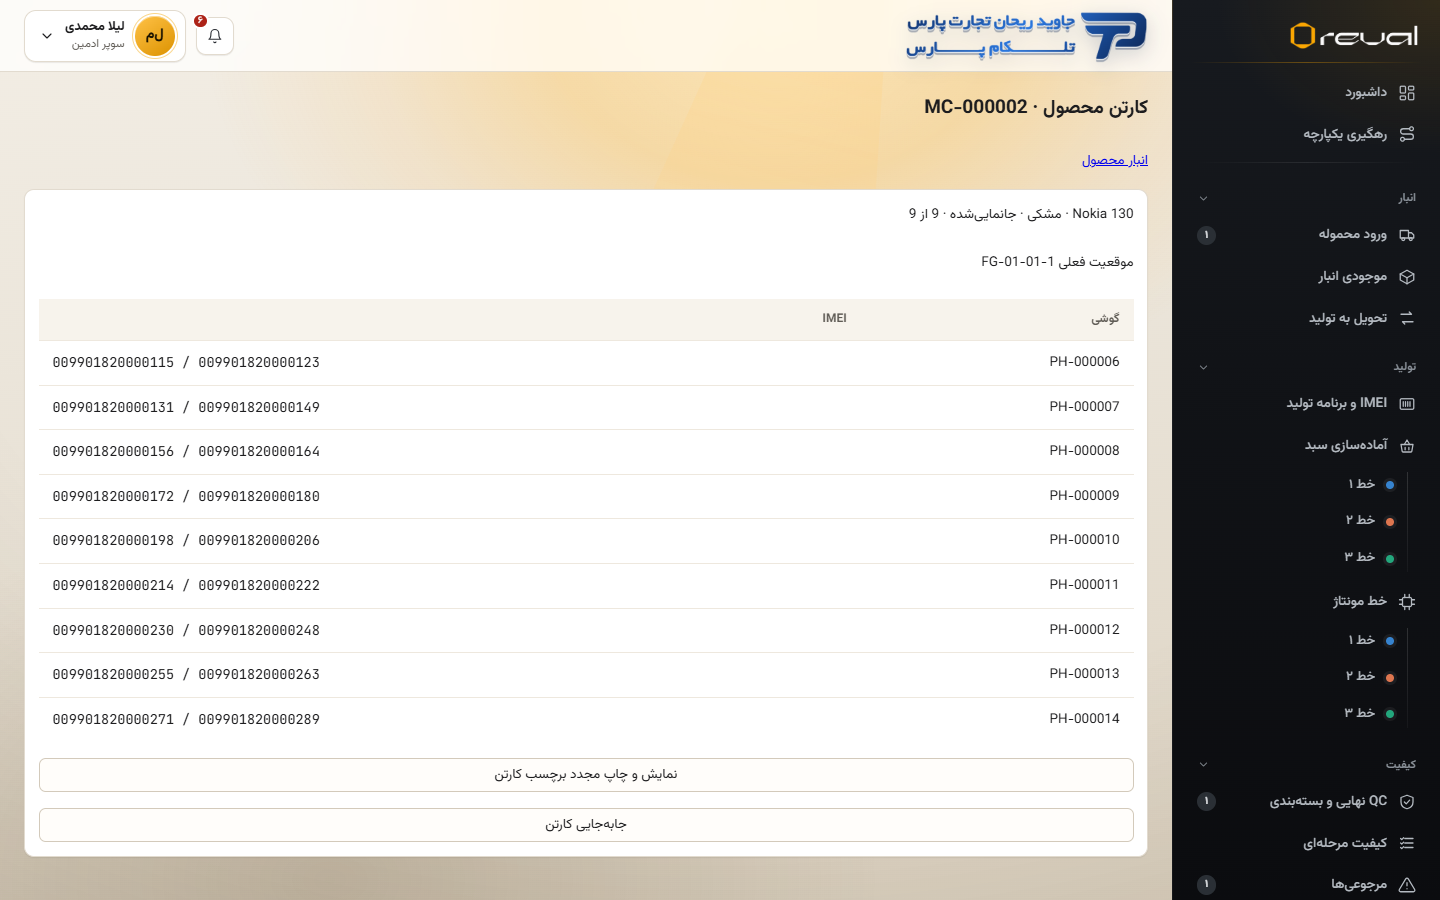 جاوید ریحان تجارت پارس
تلکام پارس
۶
لیلا محمدی
سوپر ادمین
ل‌م
reval
داشبورد
رهگیری یکپارچه
انبار
ورود محموله
۱
موجودی انبار
تحویل به تولید
تولید
IMEI و برنامه تولید
آماده‌سازی سبد
خط ۱
خط ۲
خط ۳
خط مونتاژ
خط ۱
خط ۲
خط ۳
کیفیت
QC نهایی و بسته‌بندی
۱
کیفیت مرحله‌ای
مرجوعی‌ها
۱
کارتن محصول · MC-000002
انبار محصول
Nokia 130 · مشکی · جانمایی‌شده · 9 از 9
موقعیت فعلی FG-01-01-1
گوشی IMEI
PH-000006 009901820000115 / 009901820000123
PH-000007 009901820000131 / 009901820000149
PH-000008 009901820000156 / 009901820000164
PH-000009 009901820000172 / 009901820000180
PH-000010 009901820000198 / 009901820000206
PH-000011 009901820000214 / 009901820000222
PH-000012 009901820000230 / 009901820000248
PH-000013 009901820000255 / 009901820000263
PH-000014 009901820000271 / 009901820000289
نمایش و چاپ مجدد برچسب کارتن
جابه‌جایی کارتن